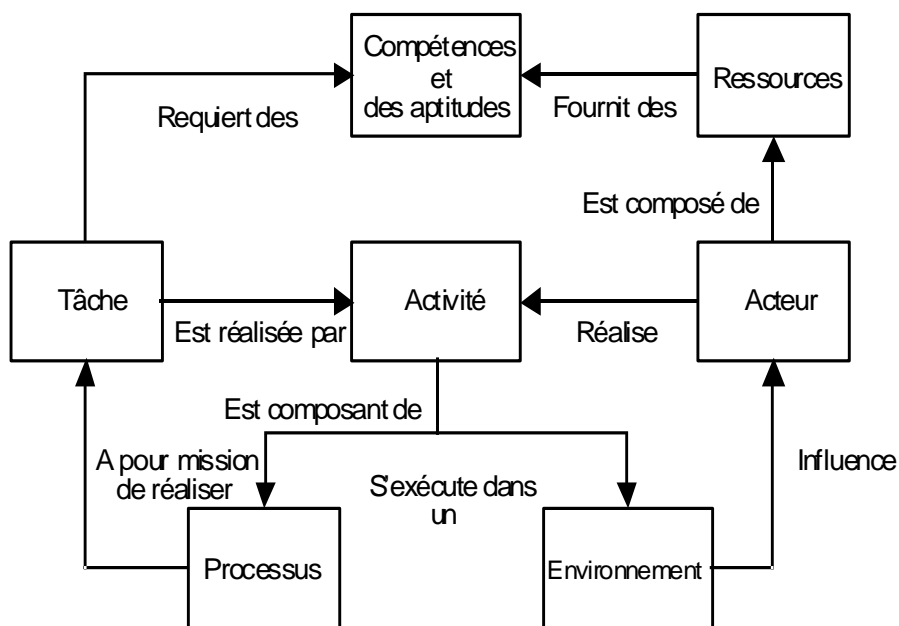 Compétences
et
des aptitudes
Ressources
Requiert des
Fournit des
Est composé de
Tâche
Activité
Acteur
Est réalisée par
Réalise
Est composant de
A pour mission
de réaliser
S'exécute dans
un
Influence
Processus
Environnement